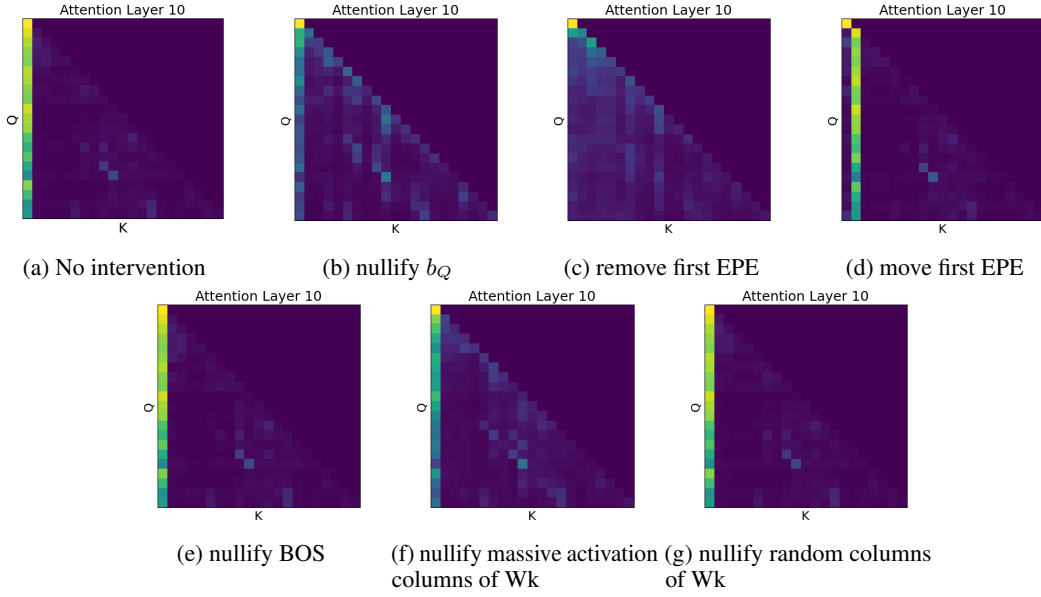 Attention Layer 10 Attention Layer 10 Attention Layer 10 Attention Layer 10
Q Q Q Q
K K K K
(a) No intervention (b) nullify b_Q (c) remove first EPE (d) move first EPE
Attention Layer 10 Attention Layer 10 Attention Layer 10
Q Q Q
K K K
(e) nullify BOS (f) nullify massive activation (g) nullify random columns
columns of Wk of Wk